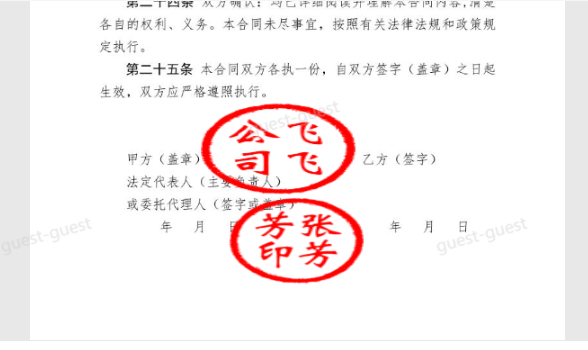 第二十四条 双方确认：均已详细阅读并理解本合同内容,清楚
各自的权利、义务。本合同未尽事宜，按照有关法律法规和政策规
定执行。
第二十五条 本合同双方各执一份，自双方签字（盖章）之日起
生效，双方应严格遵照执行。
公飞
司飞
甲方（盖章） 乙方（签字）
法定代表人（主要负责人）
或委托代理人（签字或盖章）
年 月 日 年 月 日
芳张
印芳
guest-guest
guest-guest
guest-guest